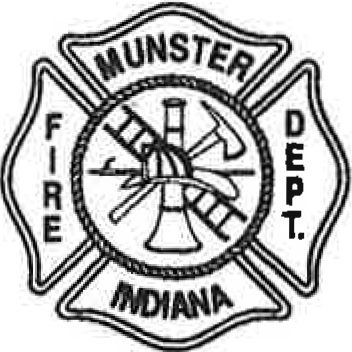 MUNSTER
FIRE
DEPT.
INDIANA